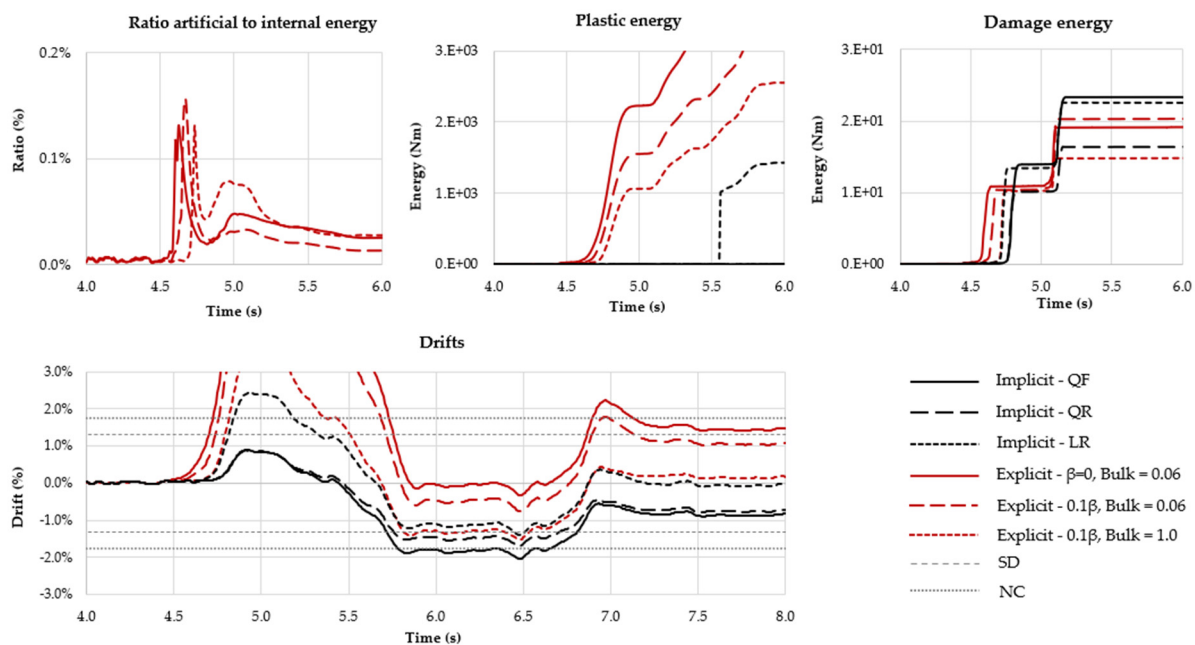 Ratio artificial to internal energy
Plastic energy
Damage energy
0.2%
0.1%
0.0%
Ratio (%)
4.0 4.5 5.0 5.5 6.0
Time (s)
3.E+03
2.E+03
1.E+03
0.E+00
Energy (Nm)
4.0 4.5 5.0 5.5 6.0
Time (s)
3.E+01
2.E+01
1.E+01
0.E+00
Energy (Nm)
4.0 4.5 5.0 5.5 6.0
Time (s)
Drifts
3.0%
2.0%
1.0%
0.0%
-1.0%
-2.0%
-3.0%
Drift (%)
4.0 4.5 5.0 5.5 6.0 6.5 7.0 7.5 8.0
Time (s)
Implicit - QF
Implicit - QR
Implicit - LR
Explicit - β=0, Bulk = 0.06
Explicit - 0.1β, Bulk = 0.06
Explicit - 0.1β, Bulk = 1.0
SD
NC